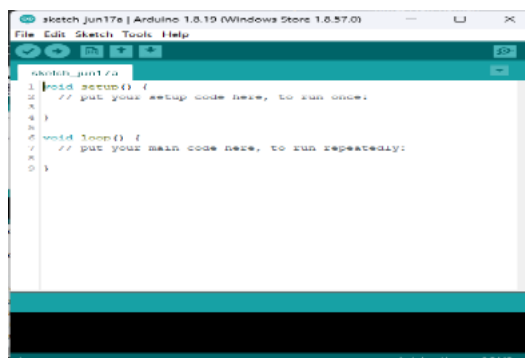 sketch_jun17a | Arduino 1.8.19 (Windows Store 1.8.57.0)
File Edit Sketch Tools Help
sketch_jun17a
1 void setup() {
2 // put your setup code here, to run once:
3
4 }
5
6 void loop() {
7 // put your main code here, to run repeatedly:
8
9 }